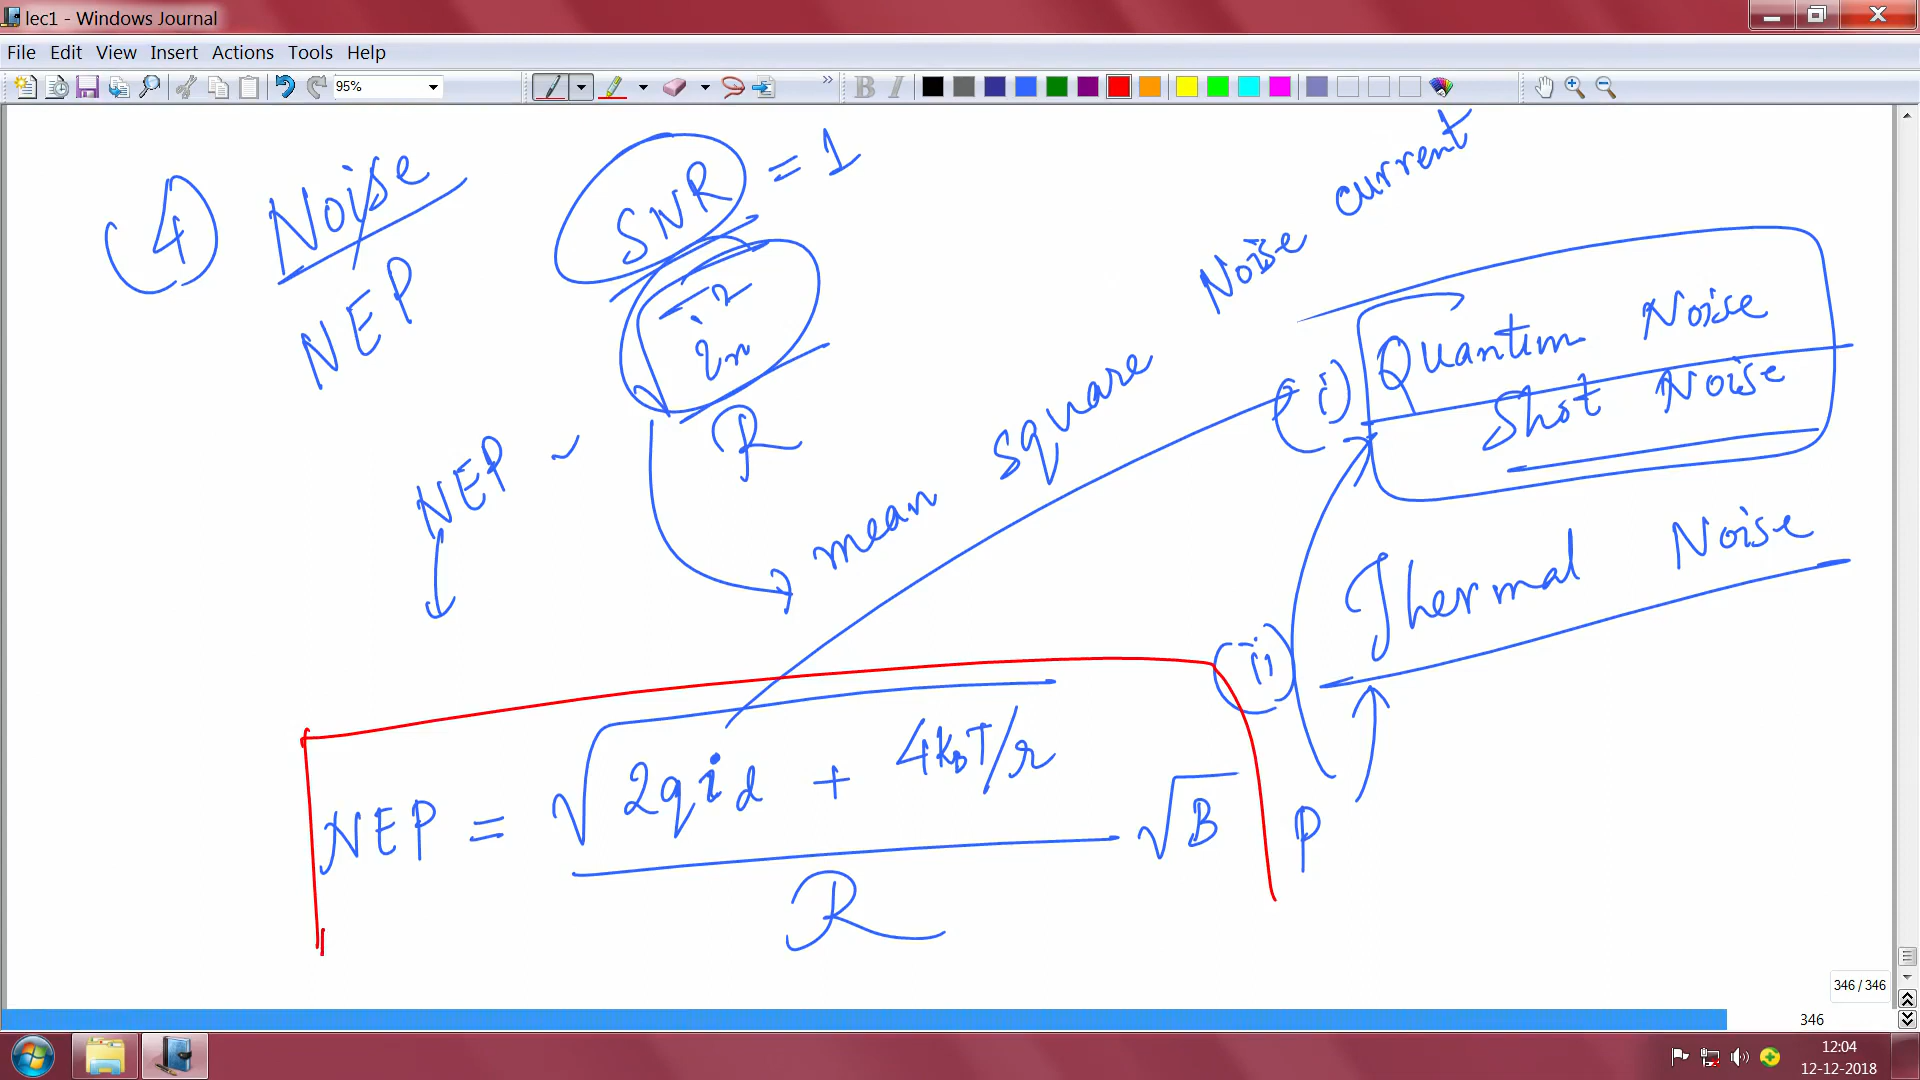 lec1 - Windows Journal
File Edit View Insert Actions Tools Help
95%
B I
4 Noise
NEP
SNR = 1
√ i̅ₙ²
R
NEP ~
mean square Noise current
(i) Quantum Noise
Shot Noise
(ii) Thermal Noise
NEP = √(2qi_d + 4k_BT/r) / R √B
P
346 / 346
346
12:04
12-12-2018